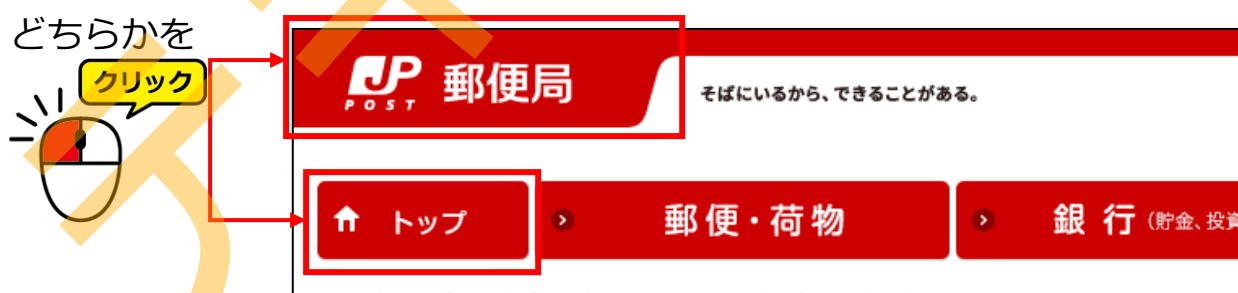 どちらかを
クリック
JP 郵便局
POST
そばにいるから、できることがある。
トップ
郵便・荷物
銀行（貯金、投資